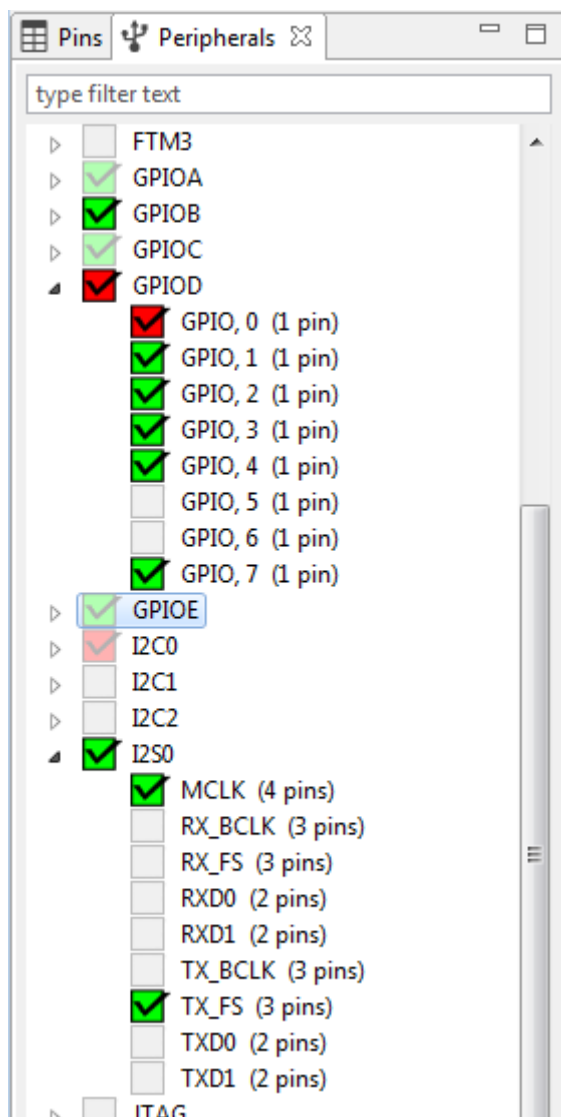 Pins Peripherals
type filter text
FTM3
GPIOA
GPIOB
GPIOC
GPIOD
GPIO, 0 (1 pin)
GPIO, 1 (1 pin)
GPIO, 2 (1 pin)
GPIO, 3 (1 pin)
GPIO, 4 (1 pin)
GPIO, 5 (1 pin)
GPIO, 6 (1 pin)
GPIO, 7 (1 pin)
GPIOE
I2C0
I2C1
I2C2
I2S0
MCLK (4 pins)
RX_BCLK (3 pins)
RX_FS (3 pins)
RXD0 (2 pins)
RXD1 (2 pins)
TX_BCLK (3 pins)
TX_FS (3 pins)
TXD0 (2 pins)
TXD1 (2 pins)
JTAG